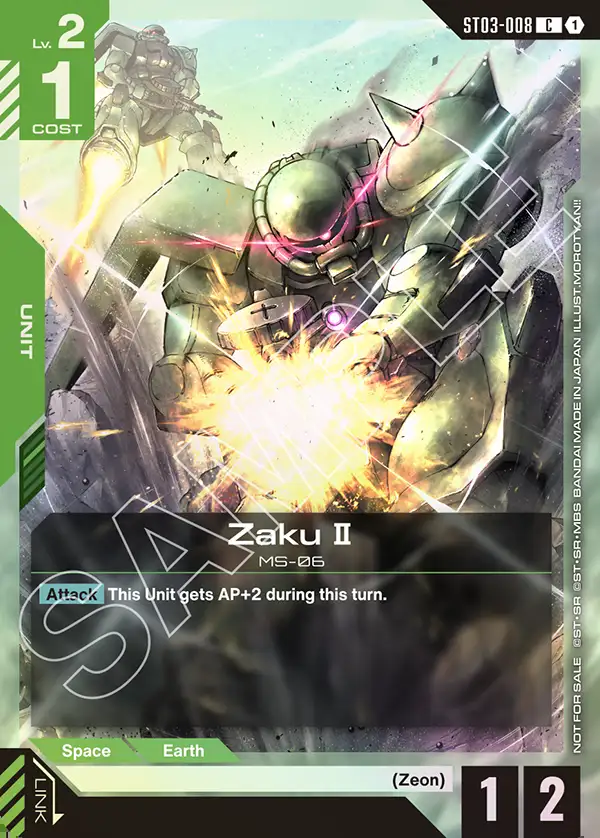 Lv. 2
ST03-008 C 1
1
COST
UNIT
Zaku Ⅱ
MS-06
Attack This Unit gets AP+2 during this turn.
Space Earth
LINK
(Zeon)
1 2
NOT FOR SALE ©ST・SR ©ST・SR・MBS BANDAI MADE IN JAPAN ILLUST.MOROTYAN!!
SAMPLE